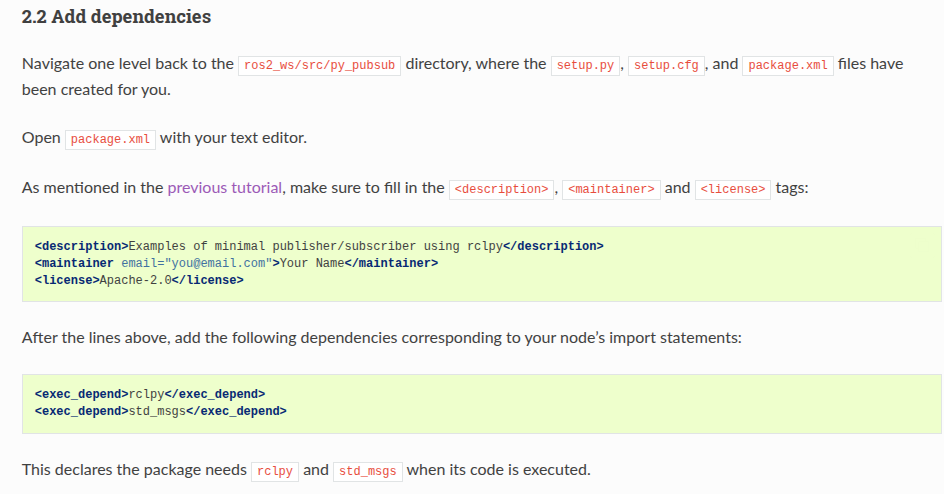 2.2 Add dependencies
Navigate one level back to the ros2_ws/src/py_pubsub directory, where the setup.py, setup.cfg, and package.xml files have
been created for you.
Open package.xml with your text editor.
As mentioned in the previous tutorial, make sure to fill in the <description>, <maintainer> and <license> tags:
<description>Examples of minimal publisher/subscriber using rclpy</description>
<maintainer email="you@email.com">Your Name</maintainer>
<license>Apache-2.0</license>
After the lines above, add the following dependencies corresponding to your node’s import statements:
<exec_depend>rclpy</exec_depend>
<exec_depend>std_msgs</exec_depend>
This declares the package needs rclpy and std_msgs when its code is executed.